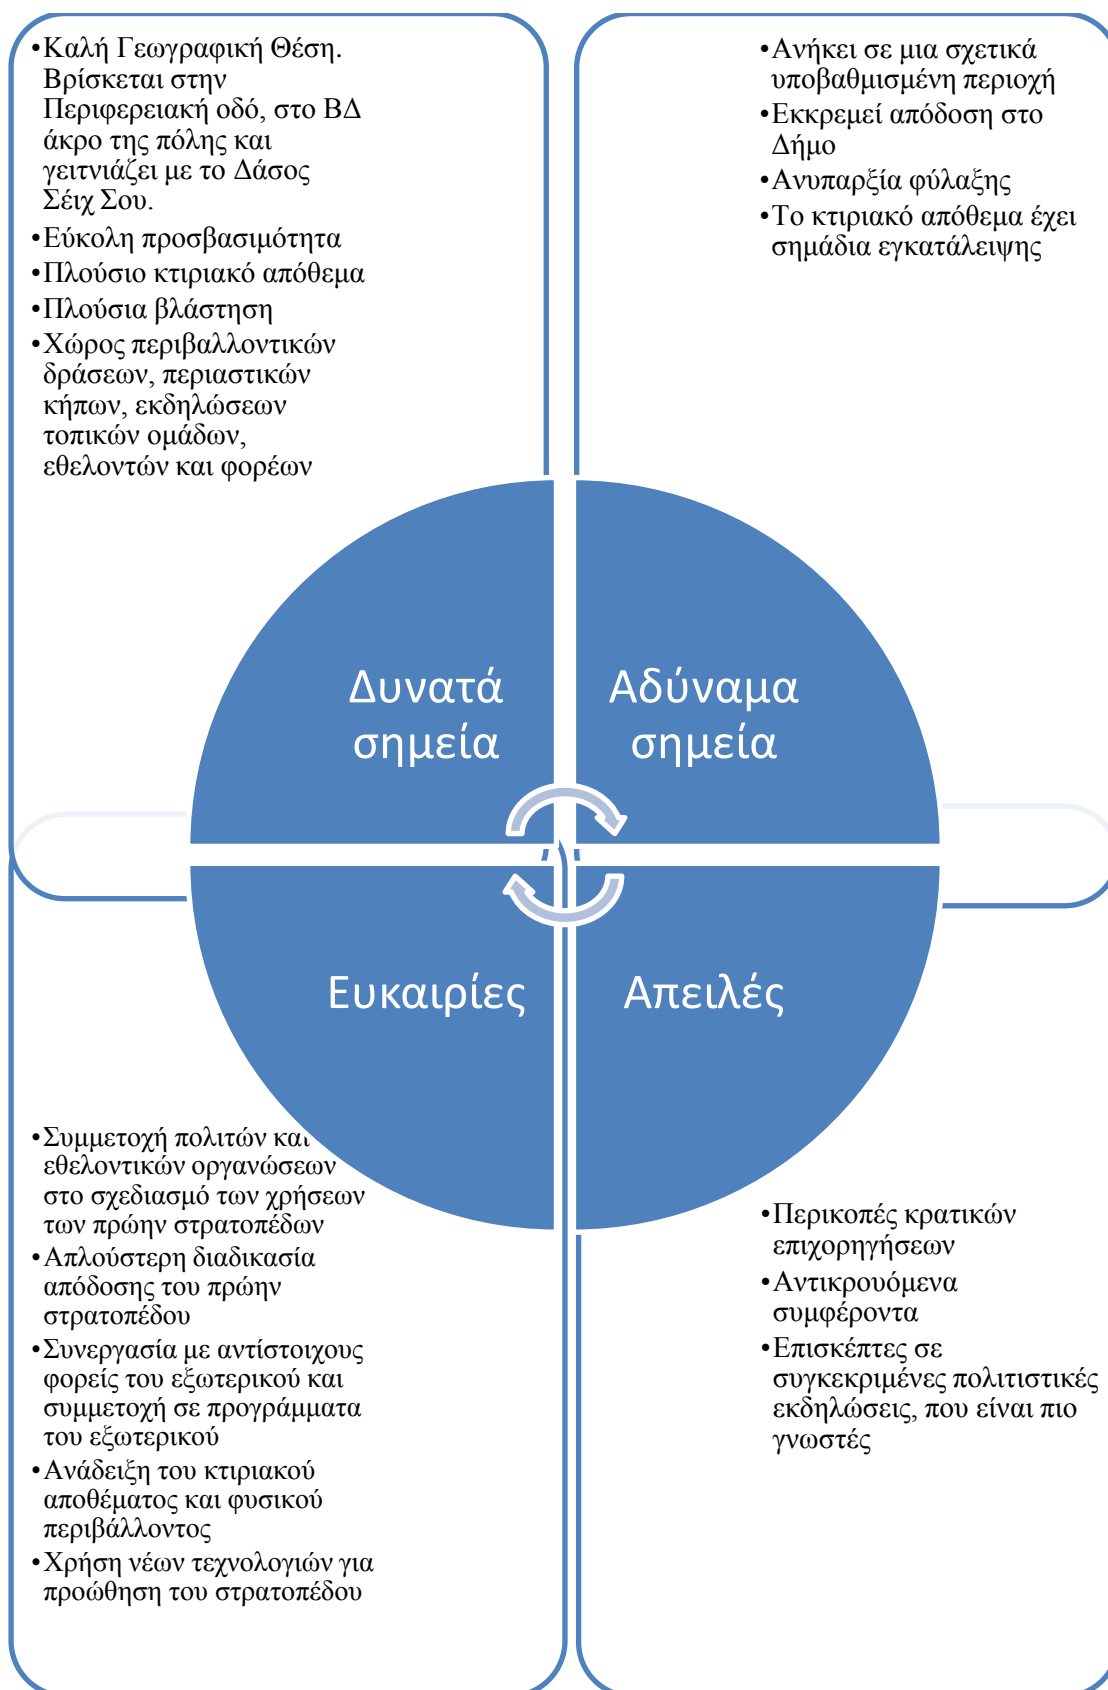 •Καλή Γεωγραφική Θέση.
Βρίσκεται στην
Περιφερειακή οδό, στο ΒΔ
άκρο της πόλης και
γειτνιάζει με το Δάσος
Σέιχ Σου.
•Εύκολη προσβασιμότητα
•Πλούσιο κτιριακό απόθεμα
•Πλούσια βλάστηση
•Χώρος περιβαλλοντικών
δράσεων, περιαστικών
κήπων, εκδηλώσεων
τοπικών ομάδων,
εθελοντών και φορέων
•Ανήκει σε μια σχετικά
υποβαθμισμένη περιοχή
•Εκκρεμεί απόδοση στο
Δήμο
•Ανυπαρξία φύλαξης
•Το κτιριακό απόθεμα έχει
σημάδια εγκατάλειψης
Δυνατά
σημεία
Αδύναμα
σημεία
Ευκαιρίες
Απειλές
•Συμμετοχή πολιτών και
εθελοντικών οργανώσεων
στο σχεδιασμό των χρήσεων
των πρώην στρατοπέδων
•Απλούστερη διαδικασία
απόδοσης του πρώην
στρατοπέδου
•Συνεργασία με αντίστοιχους
φορείς του εξωτερικού και
συμμετοχή σε προγράμματα
του εξωτερικού
•Ανάδειξη του κτιριακού
αποθέματος και φυσικού
περιβάλλοντος
•Χρήση νέων τεχνολογιών για
προώθηση του στρατοπέδου
•Περικοπές κρατικών
επιχορηγήσεων
•Αντικρουόμενα
συμφέροντα
•Επισκέπτες σε
συγκεκριμένες πολιτιστικές
εκδηλώσεις, που είναι πιο
γνωστές